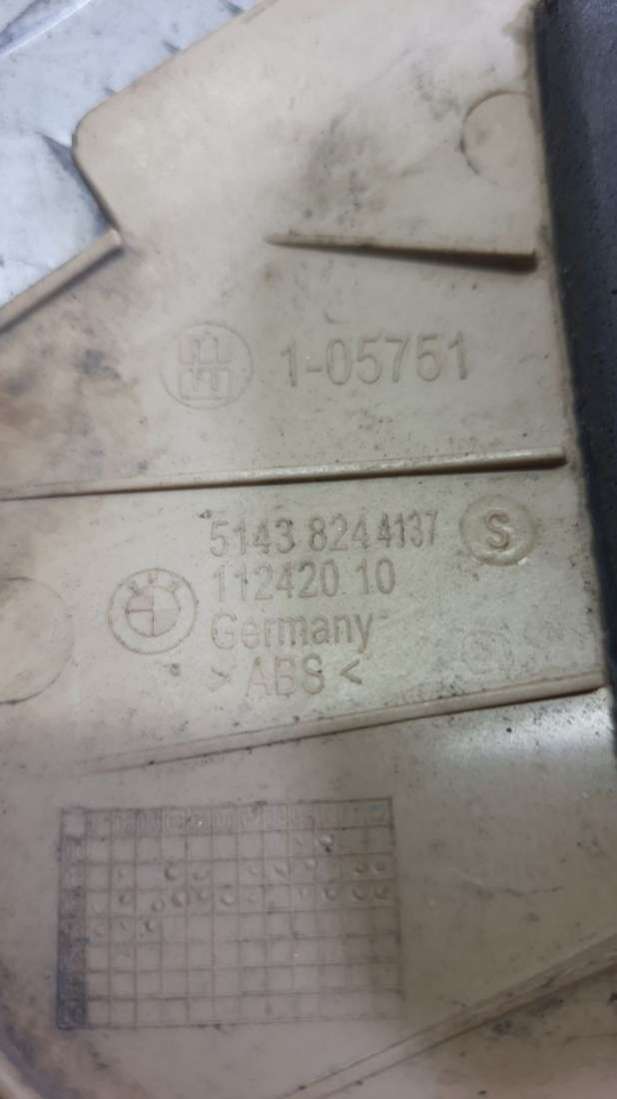 1-05751
5143 8244137 S
112420 10
Germany
> ABS <